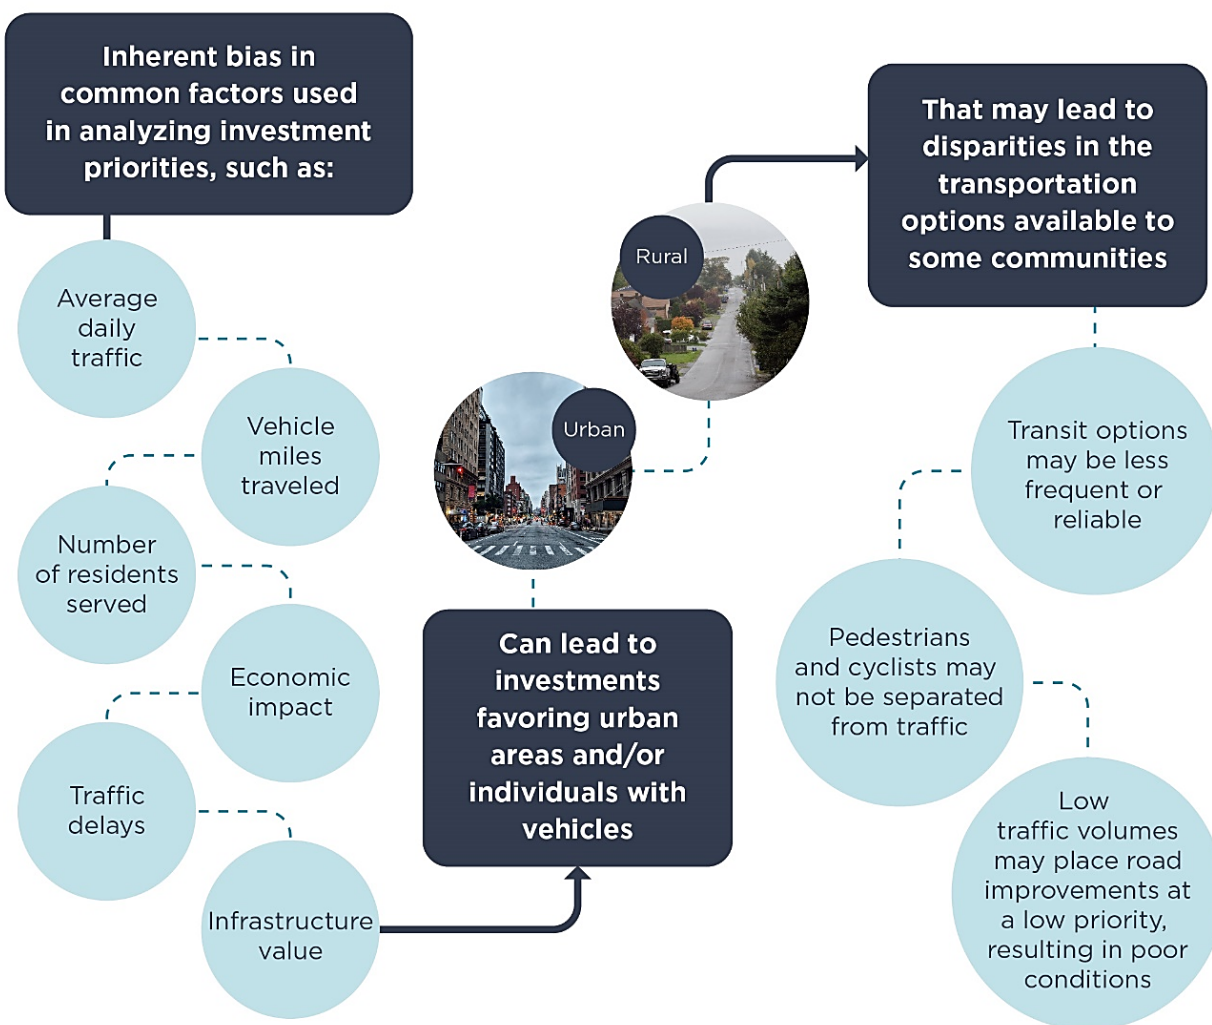 Inherent bias in
common factors used
in analyzing investment
priorities, such as:
Average
daily
traffic
Vehicle
miles
traveled
Number
of residents
served
Economic
impact
Traffic
delays
Infrastructure
value
Can lead to
investments
favoring urban
areas and/or
individuals with
vehicles
Urban
Rural
That may lead to
disparities in the
transportation
options available to
some communities
Transit options
may be less
frequent or
reliable
Pedestrians
and cyclists may
not be separated
from traffic
Low
traffic volumes
may place road
improvements at
a low priority,
resulting in poor
conditions